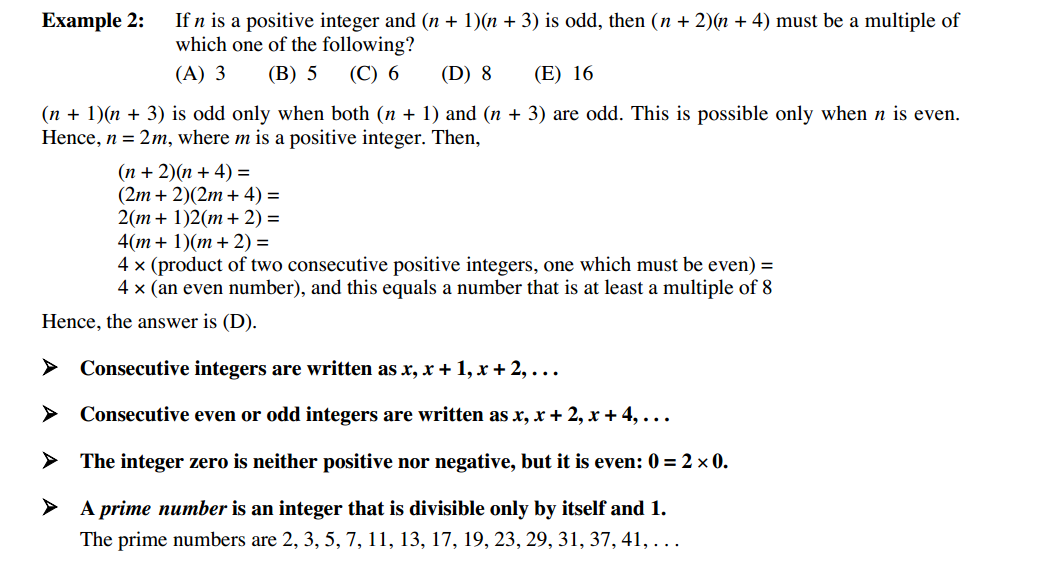 Example 2: If n is a positive integer and (n + 1)(n + 3) is odd, then (n + 2)(n + 4) must be a multiple of
which one of the following?
(A) 3 (B) 5 (C) 6 (D) 8 (E) 16
(n + 1)(n + 3) is odd only when both (n + 1) and (n + 3) are odd. This is possible only when n is even.
Hence, n = 2m, where m is a positive integer. Then,
(n + 2)(n + 4) =
(2m + 2)(2m + 4) =
2(m + 1)2(m + 2) =
4(m + 1)(m + 2) =
4 × (product of two consecutive positive integers, one which must be even) =
4 × (an even number), and this equals a number that is at least a multiple of 8
Hence, the answer is (D).
➢ Consecutive integers are written as x, x + 1, x + 2, . . .
➢ Consecutive even or odd integers are written as x, x + 2, x + 4, . . .
➢ The integer zero is neither positive nor negative, but it is even: 0 = 2 × 0.
➢ A prime number is an integer that is divisible only by itself and 1.
The prime numbers are 2, 3, 5, 7, 11, 13, 17, 19, 23, 29, 31, 37, 41, . . .